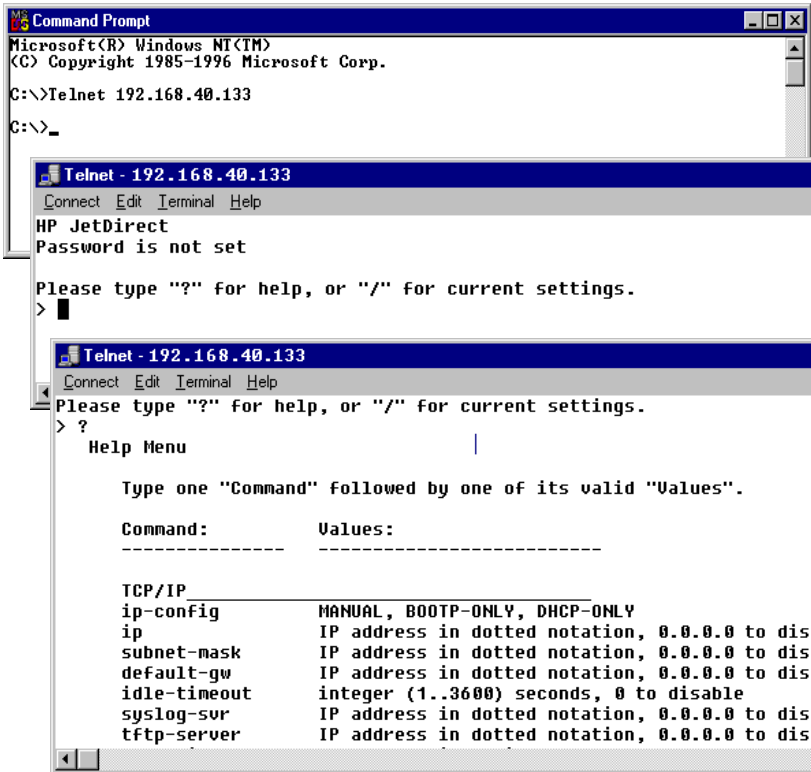 Command Prompt
Microsoft(R) Windows NT(TM)
(C) Copyright 1985-1996 Microsoft Corp.
C:\>Telnet 192.168.40.133
C:\>_
Telnet - 192.168.40.133
Connect Edit Terminal Help
HP JetDirect
Password is not set
Please type "?" for help, or "/" for current settings.
>
Telnet - 192.168.40.133
Connect Edit Terminal Help
Please type "?" for help, or "/" for current settings.
> ?
Help Menu
Type one "Command" followed by one of its valid "Values".
Command: Values:
--------------- --------------------------
TCP/IP_____________________________________
ip-config MANUAL, BOOTP-ONLY, DHCP-ONLY
ip IP address in dotted notation, 0.0.0.0 to dis
subnet-mask IP address in dotted notation, 0.0.0.0 to dis
default-gw IP address in dotted notation, 0.0.0.0 to dis
idle-timeout integer (1..3600) seconds, 0 to disable
syslog-svr IP address in dotted notation, 0.0.0.0 to dis
tftp-server IP address in dotted notation, 0.0.0.0 to dis